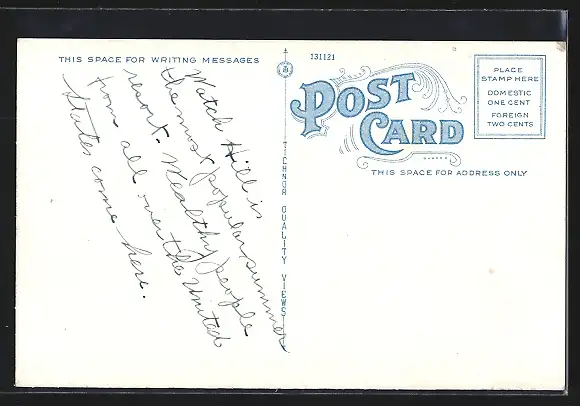 THIS SPACE FOR WRITING MESSAGES
Watch Hill is
the most popular summer
resort. Wealthy people
from all over the United
States come here.
TICHNOR QUALITY VIEWS
131121
POST
CARD
THIS SPACE FOR ADDRESS ONLY
PLACE
STAMP HERE
DOMESTIC
ONE CENT
FOREIGN
TWO CENTS